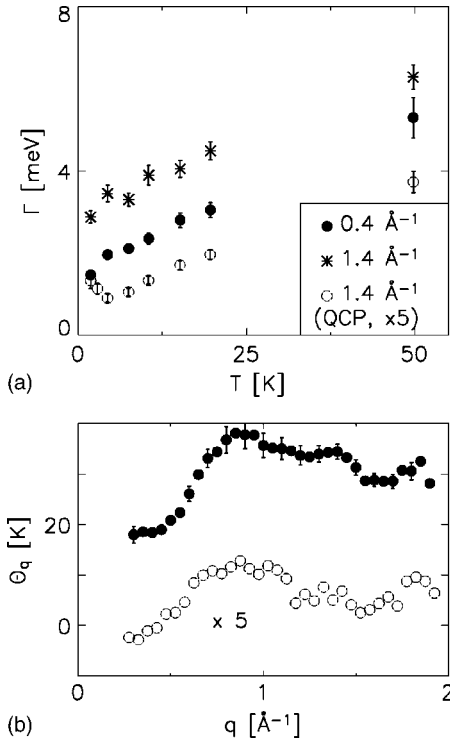 8
4
0
Γ [meV]
0.4 Å⁻¹
1.4 Å⁻¹
1.4 Å⁻¹
(QCP, x5)
0 25 50
(a)
T [K]
20
0
Θq [K]
x 5
0 1 2
(b)
q [Å⁻¹]